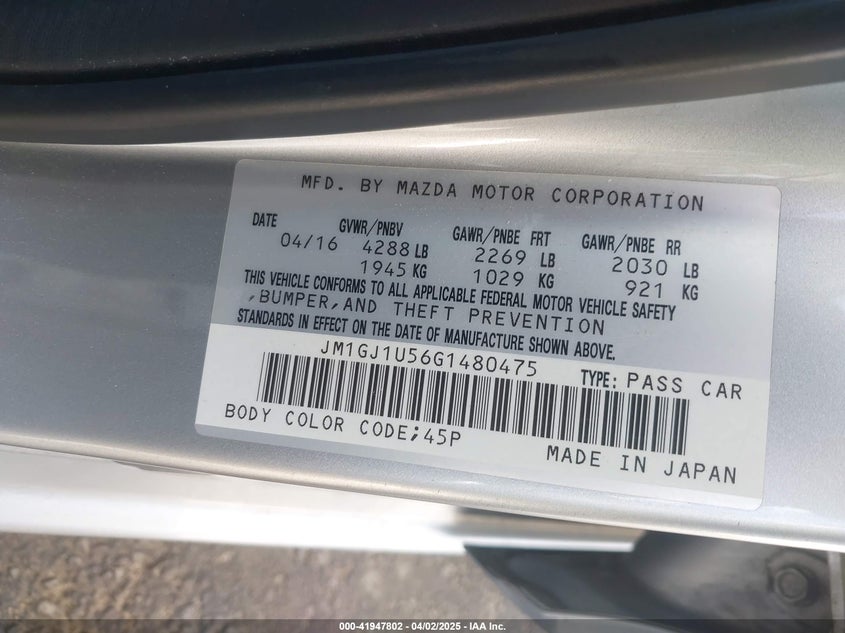 MFD. BY MAZDA MOTOR CORPORATION
DATE GVWR/PNBV GAWR/PNBE FRT GAWR/PNBE RR
04/16 4288 LB 2269 LB 2030 LB
1945 KG 1029 KG 921 KG
THIS VEHICLE CONFORMS TO ALL APPLICABLE FEDERAL MOTOR VEHICLE SAFETY
,BUMPER,AND THEFT PREVENTION
STANDARDS IN EFFECT ON THE DATE OF MANUFACTURE SHOWN ABOVE.
JM1GJ1U56G1480475 TYPE: PASS CAR
BODY COLOR CODE;45P
MADE IN JAPAN
000-41947802 - 04/02/2025 - IAA Inc.